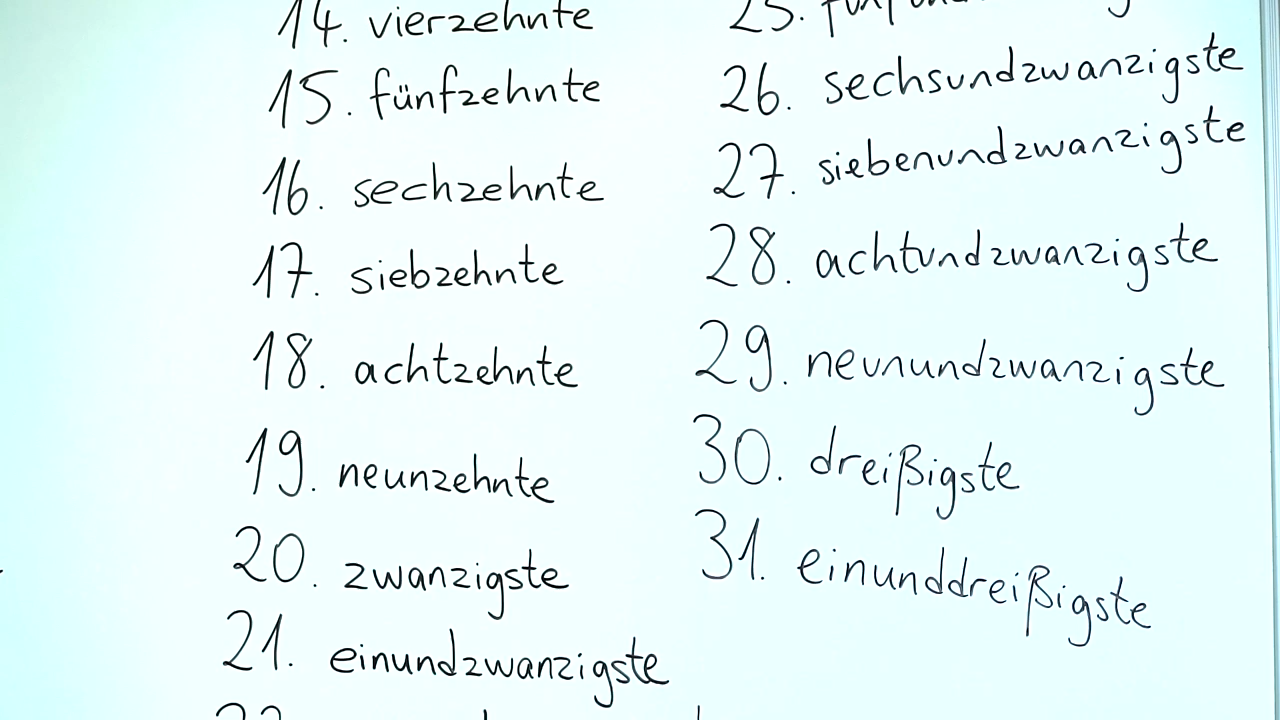 14. vierzehnte
15. fünfzehnte
16. sechzehnte
17. siebzehnte
18. achtzehnte
19. neunzehnte
20. zwanzigste
21. einundzwanzigste
25.
26. sechsundzwanzigste
27. siebenundzwanzigste
28. achtundzwanzigste
29. neunundzwanzigste
30. dreißigste
31. einunddreißigste